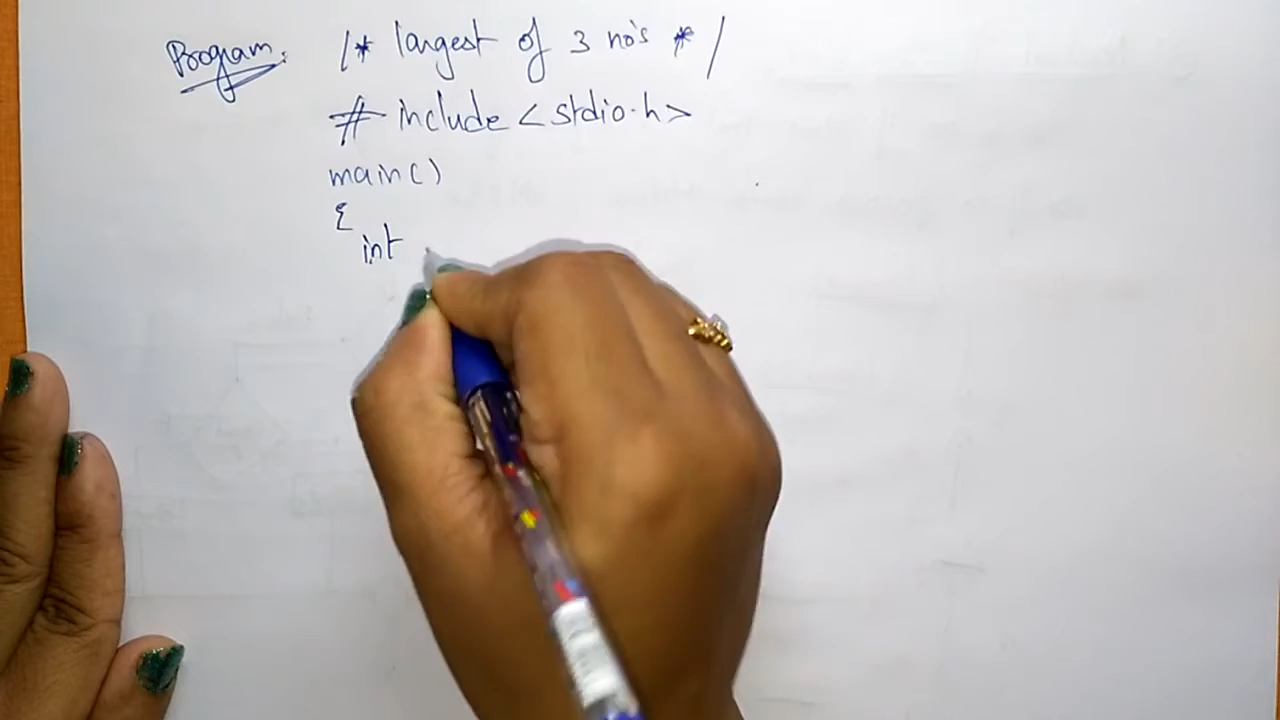 Program:
/* largest of 3 no's */
# include <stdio.h>
main()
{
int